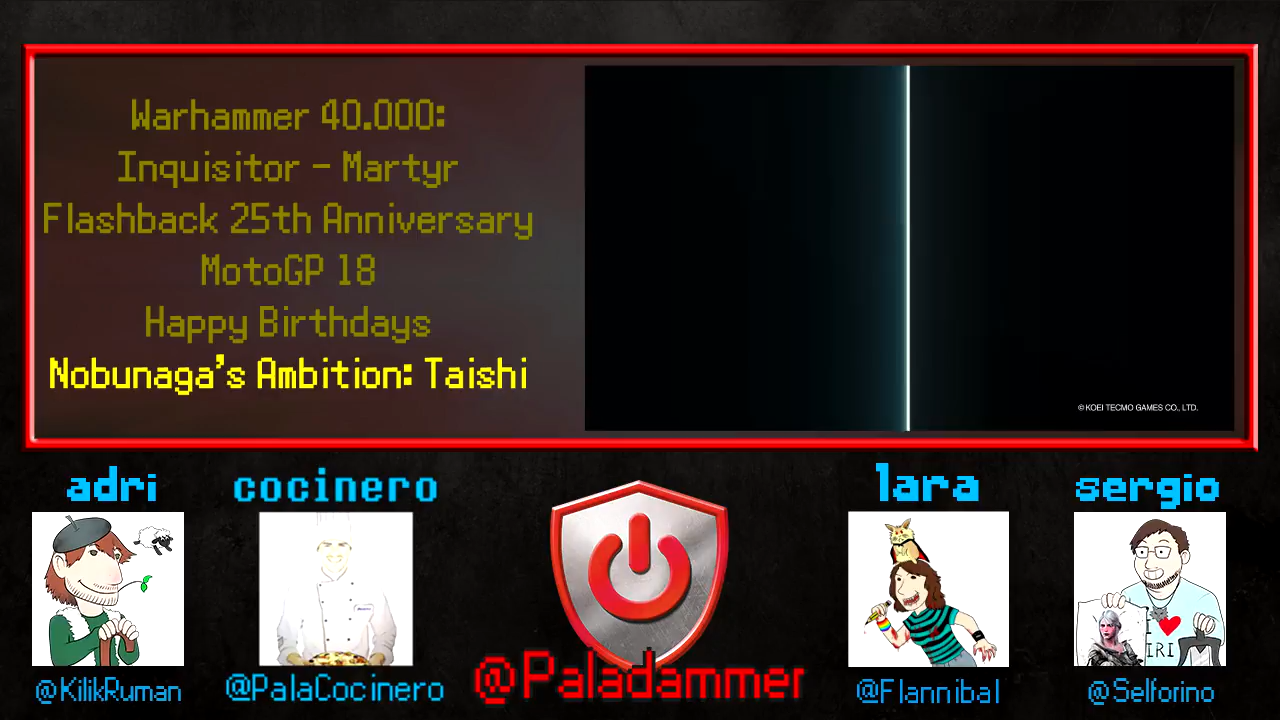 Warhammer 40.000:
Inquisitor - Martyr
Flashback 25th Anniversary
MotoGP 18
Happy Birthdays
Nobunaga's Ambition: Taishi
© KOEI TECMO GAMES CO., LTD.
adri
cocinero
lara
sergio
I ❤
IRI
@KilikRuman
@PalaCocinero
@Paladammer
@Flannibal
@Selforino